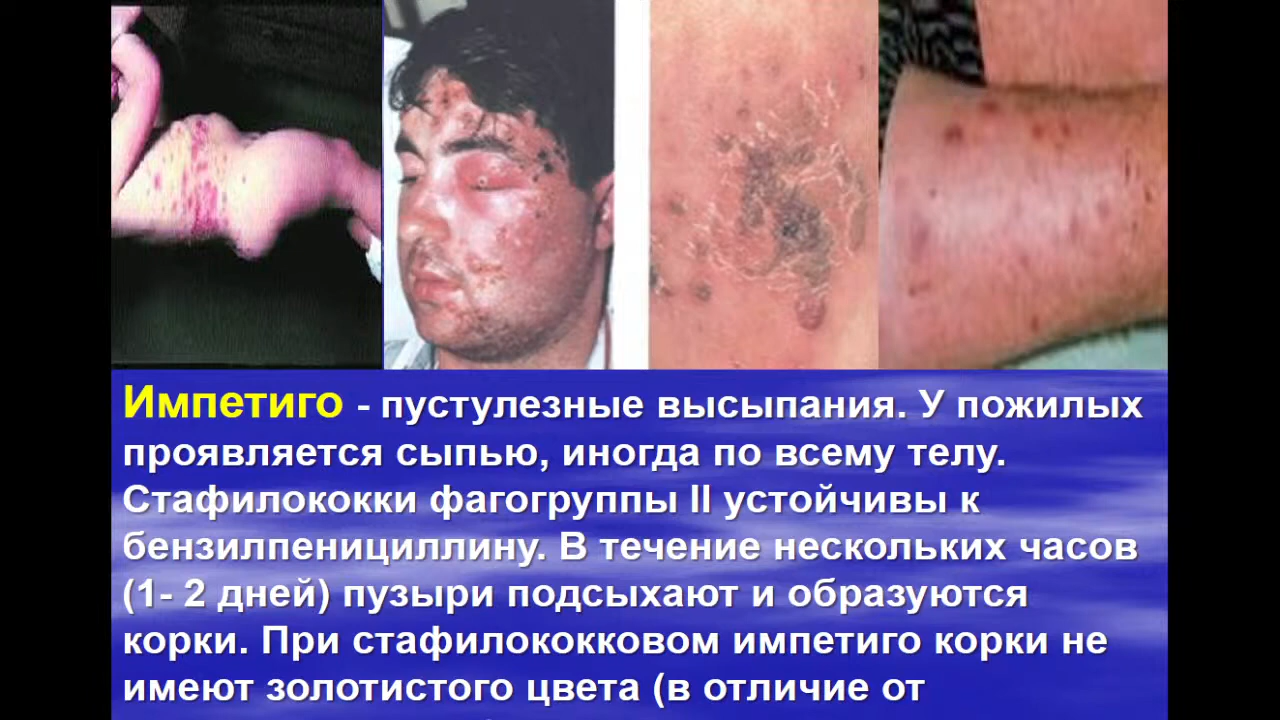 Импетиго - пустулезные высыпания. У пожилых
проявляется сыпью, иногда по всему телу.
Стафилококки фагогруппы II устойчивы к
бензилпенициллину. В течение нескольких часов
(1- 2 дней) пузыри подсыхают и образуются
корки. При стафилококковом импетиго корки не
имеют золотистого цвета (в отличие от